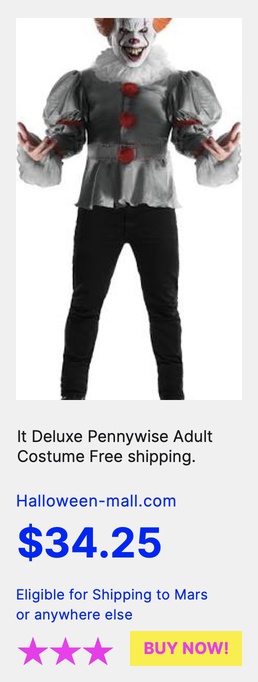 It Deluxe Pennywise Adult
Costume Free shipping.
Halloween-mall.com
$34.25
Eligible for Shipping to Mars
or anywhere else
BUY NOW!